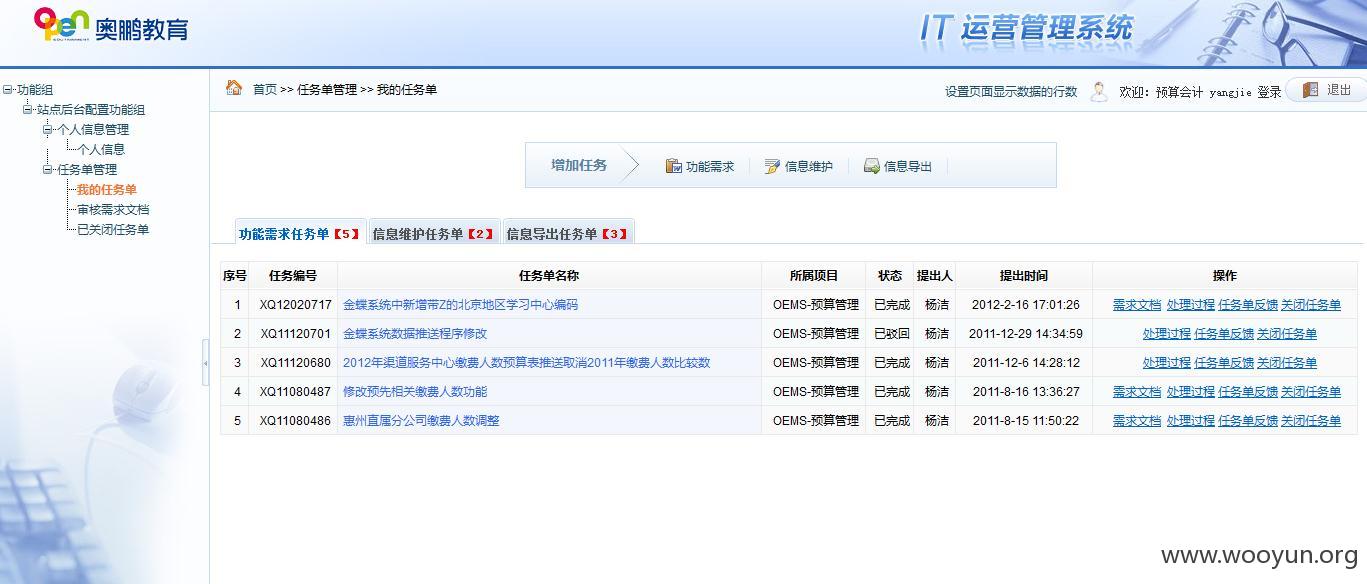 open 奥鹏教育
IT 运营管理系统
首页 >> 任务单管理 >> 我的任务单
设置页面显示数据的行数 欢迎: 预算会计 yangjie 登录 退出
功能组
站点后台配置功能组
个人信息管理
个人信息
任务单管理
我的任务单
审核需求文档
已关闭任务单
增加任务 功能需求 信息维护 信息导出
功能需求任务单【5】 信息维护任务单【2】 信息导出任务单【3】
序号 任务编号 任务单名称 所属项目 状态 提出人 提出时间 操作
1 XQ12020717 金蝶系统中新增带Z的北京地区学习中心编码 OEMS-预算管理 已完成 杨洁 2012-2-16 17:01:26 需求文档 处理过程 任务单反馈 关闭任务单
2 XQ11120701 金蝶系统数据推送程序修改 OEMS-预算管理 已驳回 杨洁 2011-12-29 14:34:59 处理过程 任务单反馈 关闭任务单
3 XQ11120680 2012年渠道服务中心缴费人数预算表推送取消2011年缴费人数比较数 OEMS-预算管理 已完成 杨洁 2011-12-6 14:28:12 处理过程 任务单反馈 关闭任务单
4 XQ11080487 修改预先相关缴费人数功能 OEMS-预算管理 已完成 杨洁 2011-8-16 13:36:27 需求文档 处理过程 任务单反馈 关闭任务单
5 XQ11080486 惠州直属分公司缴费人数调整 OEMS-预算管理 已完成 杨洁 2011-8-15 11:50:22 需求文档 处理过程 任务单反馈 关闭任务单
www.wooyun.org